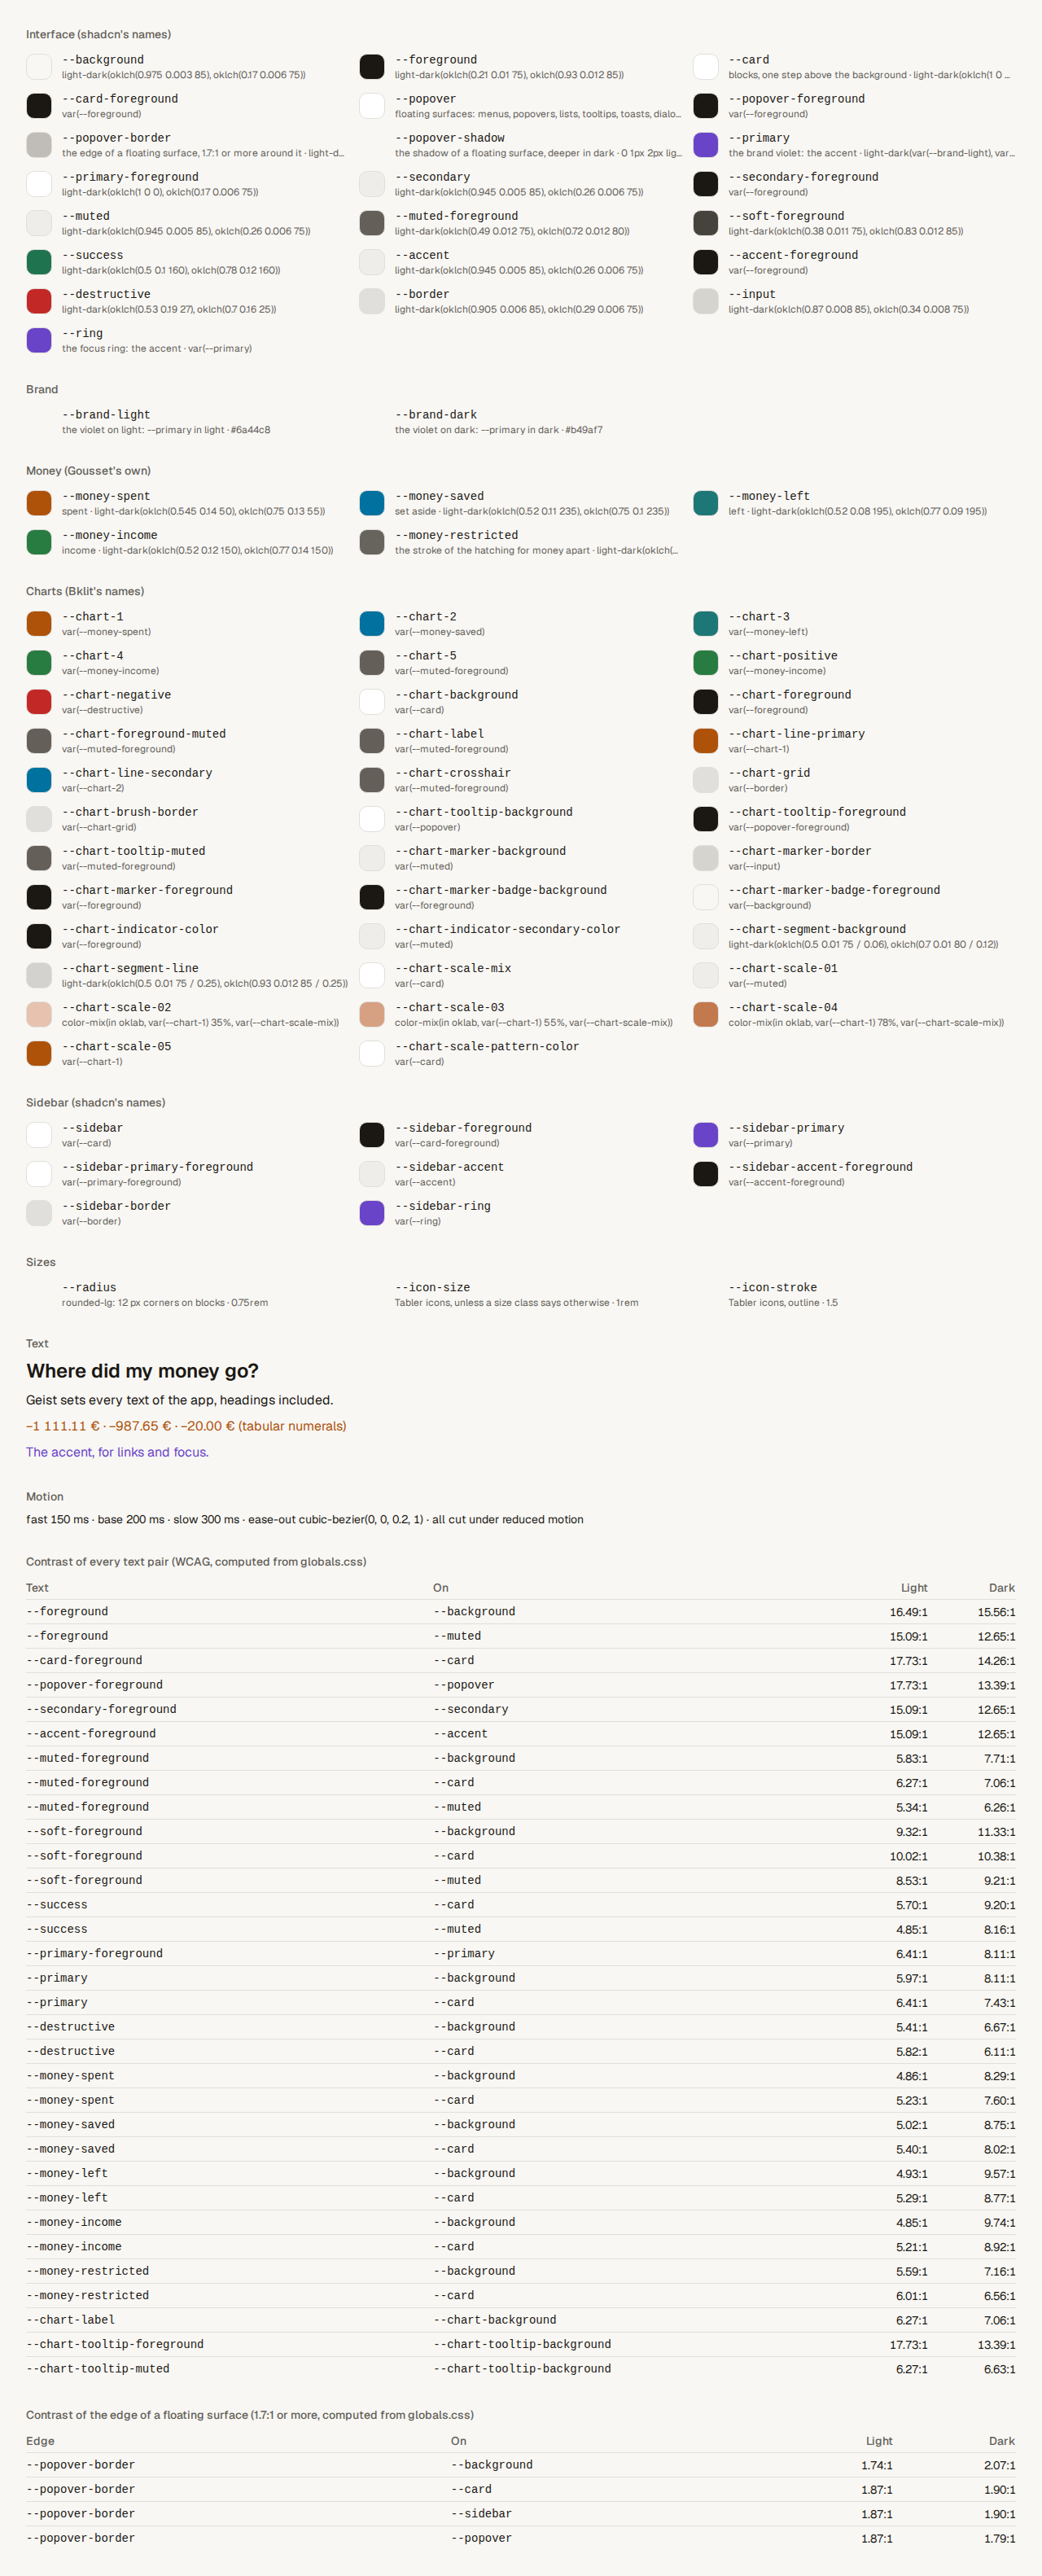 Interface (shadcn's names)
--background
light-dark(oklch(0.975 0.003 85), oklch(0.17 0.006 75))
--foreground
light-dark(oklch(0.21 0.01 75), oklch(0.93 0.012 85))
--card
blocks, one step above the background · light-dark(oklch(1 0 ...
--card-foreground
var(--foreground)
--popover
floating surfaces: menus, popovers, lists, tooltips, toasts, dialo...
--popover-foreground
var(--foreground)
--popover-border
the edge of a floating surface, 1.7:1 or more around it · light-d...
--popover-shadow
the shadow of a floating surface, deeper in dark · 0 1px 2px lig...
--primary
the brand violet: the accent · light-dark(var(--brand-light), var...
--primary-foreground
light-dark(oklch(1 0 0), oklch(0.17 0.006 75))
--secondary
light-dark(oklch(0.945 0.005 85), oklch(0.26 0.006 75))
--secondary-foreground
var(--foreground)
--muted
light-dark(oklch(0.945 0.005 85), oklch(0.26 0.006 75))
--muted-foreground
light-dark(oklch(0.49 0.012 75), oklch(0.72 0.012 80))
--soft-foreground
light-dark(oklch(0.38 0.011 75), oklch(0.83 0.012 85))
--success
light-dark(oklch(0.5 0.1 160), oklch(0.78 0.12 160))
--accent
light-dark(oklch(0.945 0.005 85), oklch(0.26 0.006 75))
--accent-foreground
var(--foreground)
--destructive
light-dark(oklch(0.53 0.19 27), oklch(0.7 0.16 25))
--border
light-dark(oklch(0.905 0.006 85), oklch(0.29 0.006 75))
--input
light-dark(oklch(0.87 0.008 85), oklch(0.34 0.008 75))
--ring
the focus ring: the accent · var(--primary)
Brand
--brand-light
the violet on light: --primary in light · #6a44c8
--brand-dark
the violet on dark: --primary in dark · #b49af7
Money (Gousset's own)
--money-spent
spent · light-dark(oklch(0.545 0.14 50), oklch(0.75 0.13 55))
--money-saved
set aside · light-dark(oklch(0.52 0.11 235), oklch(0.75 0.1 235))
--money-left
left · light-dark(oklch(0.52 0.08 195), oklch(0.77 0.09 195))
--money-income
income · light-dark(oklch(0.52 0.12 150), oklch(0.77 0.14 150))
--money-restricted
the stroke of the hatching for money apart · light-dark(oklch(...
Charts (Bklit's names)
--chart-1
var(--money-spent)
--chart-2
var(--money-saved)
--chart-3
var(--money-left)
--chart-4
var(--money-income)
--chart-5
var(--muted-foreground)
--chart-positive
var(--money-income)
--chart-negative
var(--destructive)
--chart-background
var(--card)
--chart-foreground
var(--foreground)
--chart-foreground-muted
var(--muted-foreground)
--chart-label
var(--muted-foreground)
--chart-line-primary
var(--chart-1)
--chart-line-secondary
var(--chart-2)
--chart-crosshair
var(--muted-foreground)
--chart-grid
var(--border)
--chart-brush-border
var(--chart-grid)
--chart-tooltip-background
var(--popover)
--chart-tooltip-foreground
var(--popover-foreground)
--chart-tooltip-muted
var(--muted-foreground)
--chart-marker-background
var(--muted)
--chart-marker-border
var(--input)
--chart-marker-foreground
var(--foreground)
--chart-marker-badge-background
var(--foreground)
--chart-marker-badge-foreground
var(--background)
--chart-indicator-color
var(--foreground)
--chart-indicator-secondary-color
var(--muted)
--chart-segment-background
light-dark(oklch(0.5 0.01 75 / 0.06), oklch(0.7 0.01 80 / 0.12))
--chart-segment-line
light-dark(oklch(0.5 0.01 75 / 0.25), oklch(0.93 0.012 85 / 0.25))
--chart-scale-mix
var(--card)
--chart-scale-01
var(--muted)
--chart-scale-02
color-mix(in oklab, var(--chart-1) 35%, var(--chart-scale-mix))
--chart-scale-03
color-mix(in oklab, var(--chart-1) 55%, var(--chart-scale-mix))
--chart-scale-04
color-mix(in oklab, var(--chart-1) 78%, var(--chart-scale-mix))
--chart-scale-05
var(--chart-1)
--chart-scale-pattern-color
var(--card)
Sidebar (shadcn's names)
--sidebar
var(--card)
--sidebar-foreground
var(--card-foreground)
--sidebar-primary
var(--primary)
--sidebar-primary-foreground
var(--primary-foreground)
--sidebar-accent
var(--accent)
--sidebar-accent-foreground
var(--accent-foreground)
--sidebar-border
var(--border)
--sidebar-ring
var(--ring)
Sizes
--radius
rounded-lg: 12 px corners on blocks · 0.75rem
--icon-size
Tabler icons, unless a size class says otherwise · 1rem
--icon-stroke
Tabler icons, outline · 1.5
Text
Where did my money go?
Geist sets every text of the app, headings included.
−1 111.11 € · −987.65 € · −20.00 € (tabular numerals)
The accent, for links and focus.
Motion
fast 150 ms · base 200 ms · slow 300 ms · ease-out cubic-bezier(0, 0, 0.2, 1) · all cut under reduced motion
Contrast of every text pair (WCAG, computed from globals.css)
Text On Light Dark
--foreground --background 16.49:1 15.56:1
--foreground --muted 15.09:1 12.65:1
--card-foreground --card 17.73:1 14.26:1
--popover-foreground --popover 17.73:1 13.39:1
--secondary-foreground --secondary 15.09:1 12.65:1
--accent-foreground --accent 15.09:1 12.65:1
--muted-foreground --background 5.83:1 7.71:1
--muted-foreground --card 6.27:1 7.06:1
--muted-foreground --muted 5.34:1 6.26:1
--soft-foreground --background 9.32:1 11.33:1
--soft-foreground --card 10.02:1 10.38:1
--soft-foreground --muted 8.53:1 9.21:1
--success --card 5.70:1 9.20:1
--success --muted 4.85:1 8.16:1
--primary-foreground --primary 6.41:1 8.11:1
--primary --background 5.97:1 8.11:1
--primary --card 6.41:1 7.43:1
--destructive --background 5.41:1 6.67:1
--destructive --card 5.82:1 6.11:1
--money-spent --background 4.86:1 8.29:1
--money-spent --card 5.23:1 7.60:1
--money-saved --background 5.02:1 8.75:1
--money-saved --card 5.40:1 8.02:1
--money-left --background 4.93:1 9.57:1
--money-left --card 5.29:1 8.77:1
--money-income --background 4.85:1 9.74:1
--money-income --card 5.21:1 8.92:1
--money-restricted --background 5.59:1 7.16:1
--money-restricted --card 6.01:1 6.56:1
--chart-label --chart-background 6.27:1 7.06:1
--chart-tooltip-foreground --chart-tooltip-background 17.73:1 13.39:1
--chart-tooltip-muted --chart-tooltip-background 6.27:1 6.63:1
Contrast of the edge of a floating surface (1.7:1 or more, computed from globals.css)
Edge On Light Dark
--popover-border --background 1.74:1 2.07:1
--popover-border --card 1.87:1 1.90:1
--popover-border --sidebar 1.87:1 1.90:1
--popover-border --popover 1.87:1 1.79:1